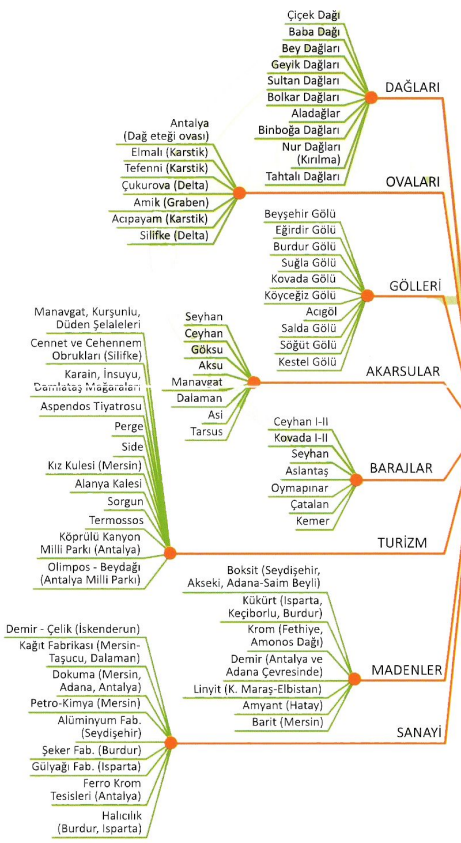 Çiçek Dağı
Baba Dağı
Bey Dağları
Geyik Dağları
Sultan Dağları
Bolkar Dağları
Aladağlar
Binboğa Dağları
Nur Dağları
(Kırılma)
Tahtalı Dağları
DAĞLARI
Antalya
(Dağ eteği ovası)
Elmalı (Karstik)
Tefenni (Karstik)
Çukurova (Delta)
Amik (Graben)
Acıpayam (Karstik)
Silifke (Delta)
OVALARI
Beyşehir Gölü
Eğirdir Gölü
Burdur Gölü
Suğla Gölü
Kovada Gölü
Köyceğiz Gölü
Acıgöl
Salda Gölü
Söğüt Gölü
Kestel Gölü
GÖLLERİ
Seyhan
Ceyhan
Göksu
Aksu
Manavgat
Dalaman
Asi
Tarsus
AKARSULAR
Ceyhan I-II
Kovada I-II
Seyhan
Aslantaş
Oymapınar
Çatalan
Kemer
BARAJLAR
Manavgat, Kurşunlu,
Düden Şelaleleri
Cennet ve Cehennem
Obrukları (Silifke)
Karain, İnsuyu,
Damlataş Mağaraları
Aspendos Tiyatrosu
Perge
Side
Kız Kulesi (Mersin)
Alanya Kalesi
Sorgun
Termossos
Köprülü Kanyon
Milli Parkı (Antalya)
Olimpos - Beydağı
(Antalya Milli Parkı)
TURİZM
Boksit (Seydişehir,
Akseki, Adana-Saim Beyli)
Kükürt (Isparta,
Keçiborlu, Burdur)
Krom (Fethiye,
Amonos Dağı)
Demir (Antalya ve
Adana Çevresinde)
Linyit (K. Maraş-Elbistan)
Amyant (Hatay)
Barit (Mersin)
MADENLER
Demir - Çelik (İskenderun)
Kağıt Fabrikası (Mersin-
Taşucu, Dalaman)
Dokuma (Mersin,
Adana, Antalya)
Petro-Kimya (Mersin)
Alüminyum Fab.
(Seydişehir)
Şeker Fab. (Burdur)
Gülyağı Fab. (Isparta)
Ferro Krom
Tesisleri (Antalya)
Halıcılık
(Burdur, Isparta)
SANAYİ